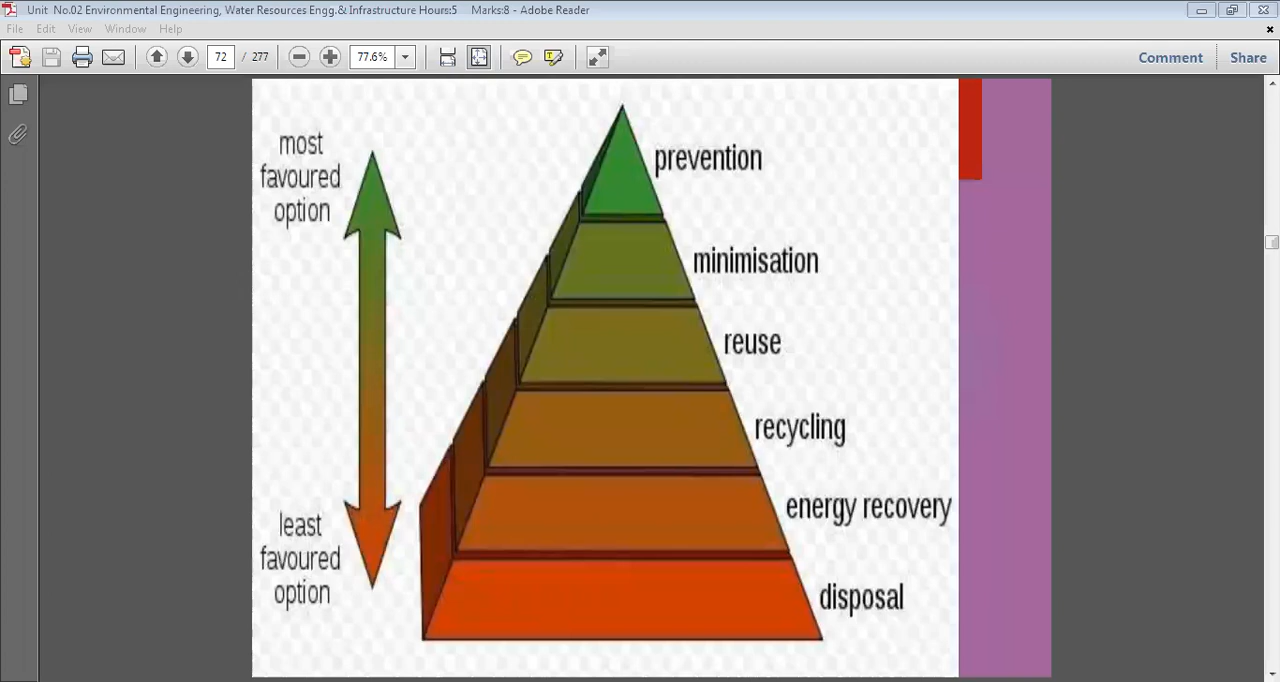 Unit No.02 Environmental Engineering, Water Resources Engg.& Infrastructure Hours:5 Marks:8 - Adobe Reader
File Edit View Window Help
72 / 277 77.6% Comment Share
most
favoured
option
prevention
minimisation
reuse
recycling
energy recovery
least
favoured
option
disposal